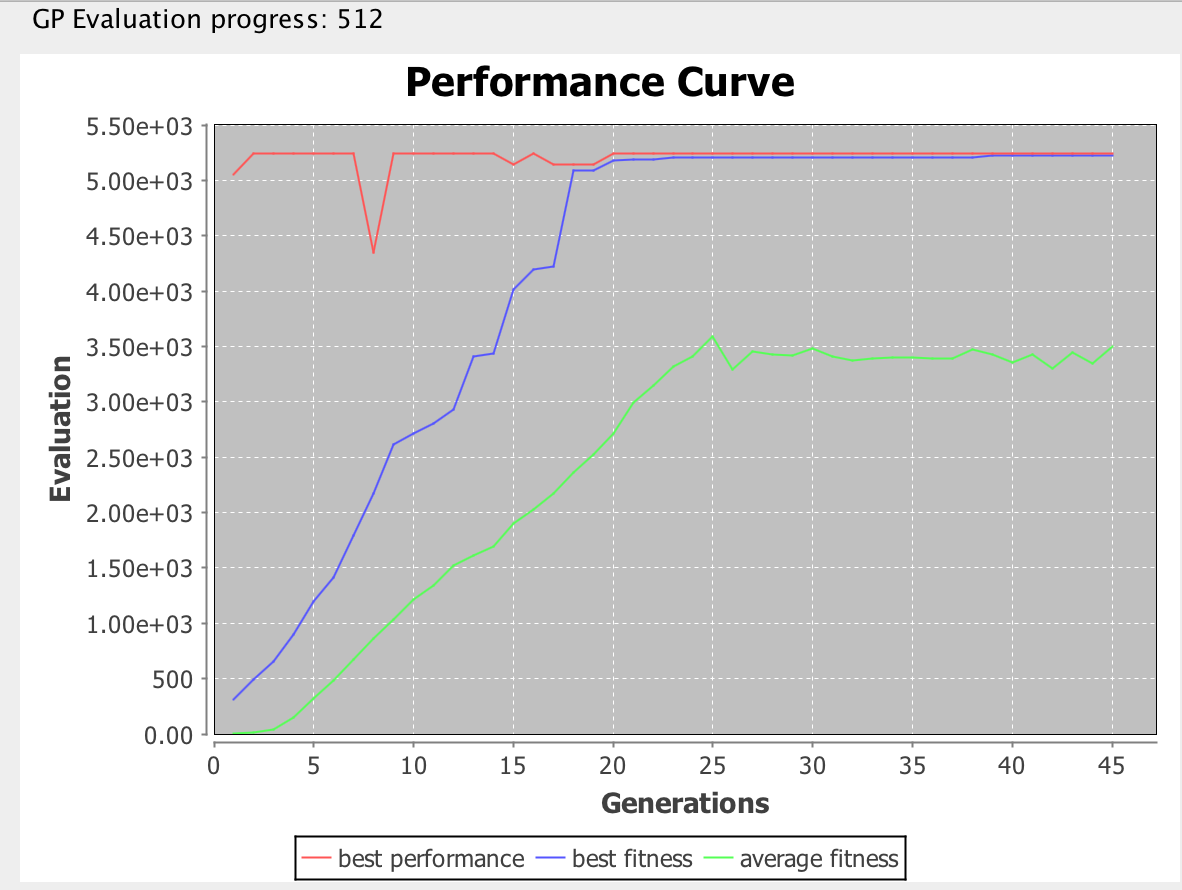 GP Evaluation progress: 512
Performance Curve
5.50e+03
5.00e+03
4.50e+03
4.00e+03
3.50e+03
3.00e+03
2.50e+03
2.00e+03
1.50e+03
1.00e+03
500
0.00
Evaluation
0 5 10 15 20 25 30 35 40 45
Generations
best performance best fitness average fitness